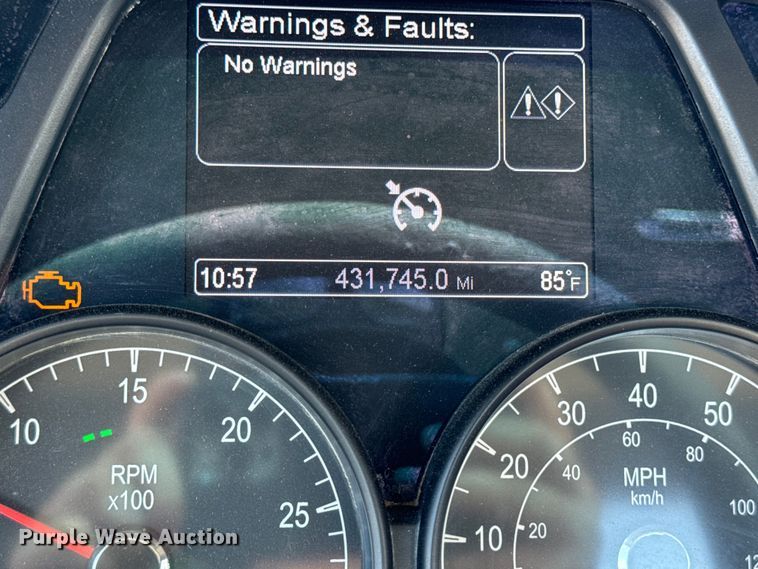 Warnings & Faults:
No Warnings
10:57 431,745.0 Mi 85°F
10 15 20 25
RPM
x100
10 20 30 40 50
20 40 60 80 100
MPH
km/h
Purple Wave Auction